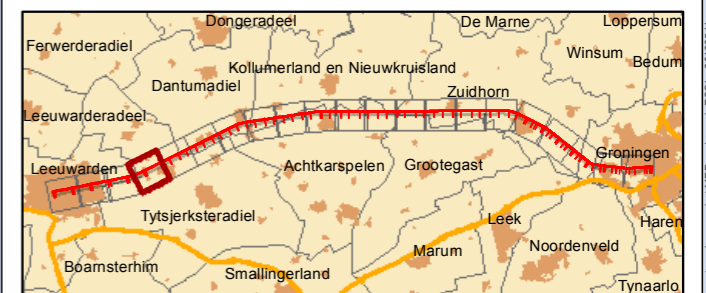 Dongeradeel
De Marne
Loppersum
Ferwerderadiel
Winsum
Bedum
Kollumerland en Nieuwkruisland
Dantumadiel
Zuidhorn
Leeuwarderadeel
Groningen
Leeuwarden
Achtkarspelen
Grootegast
Tytsjerksteradiel
Leek
Haren
Noordenveld
Marum
Boarnsterhim
Smallingerland
Tynaarlo